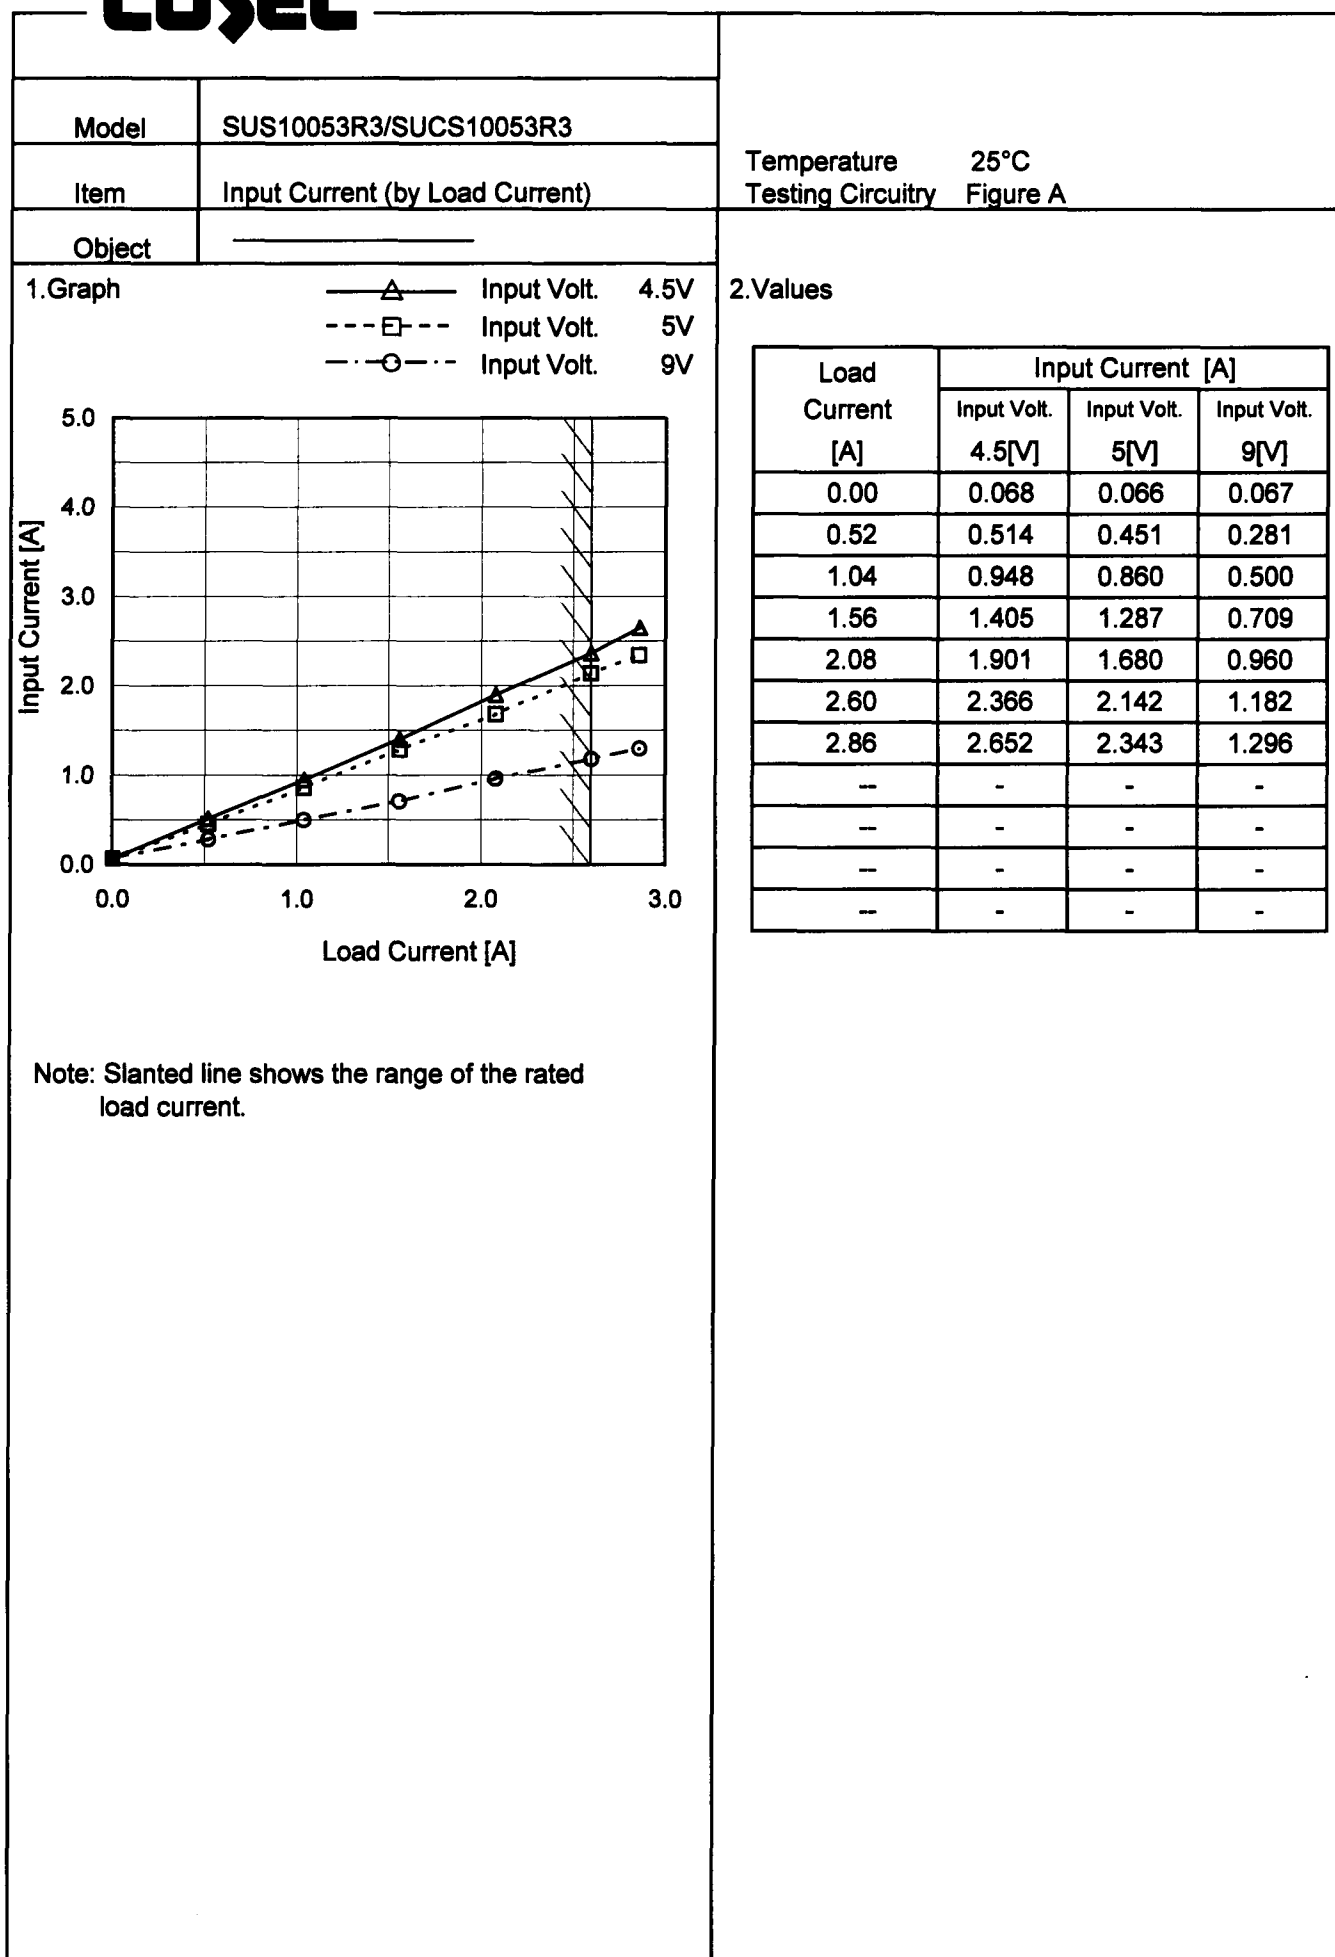 COSEL
Model SUS10053R3/SUCS10053R3
Item Input Current (by Load Current)
Object
Temperature 25°C
Testing Circuitry Figure A
1.Graph
Input Volt. 4.5V
Input Volt. 5V
Input Volt. 9V
Input Current [A]
5.0
4.0
3.0
2.0
1.0
0.0
0.0 1.0 2.0 3.0
Load Current [A]
Note: Slanted line shows the range of the rated
load current.
2.Values
Load Input Current [A]
Current Input Volt. Input Volt. Input Volt.
[A] 4.5[V] 5[V] 9[V]
0.00 0.068 0.066 0.067
0.52 0.514 0.451 0.281
1.04 0.948 0.860 0.500
1.56 1.405 1.287 0.709
2.08 1.901 1.680 0.960
2.60 2.366 2.142 1.182
2.86 2.652 2.343 1.296
-- - - -
-- - - -
-- - - -
-- - - -